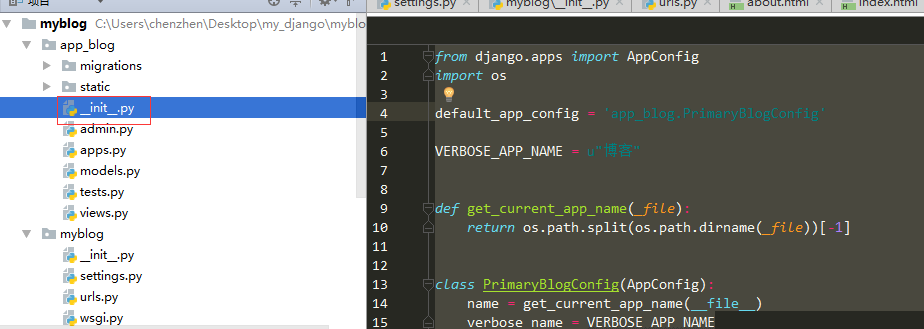 项目
settings.py
myblog\__init__.py
urls.py
about.html
index.html
myblog C:\Users\chenzhen\Desktop\my_django\myblo
app_blog
migrations
static
__init__.py
admin.py
apps.py
models.py
tests.py
views.py
myblog
__init__.py
settings.py
urls.py
wsgi.py
1 from django.apps import AppConfig
2 import os
3
4 default_app_config = "app_blog.PrimaryBlogConfig"
5
6 VERBOSE_APP_NAME = u"博客"
7
8
9 def get_current_app_name(_file):
10 return os.path.split(os.path.dirname(_file))[-1]
11
12
13 class PrimaryBlogConfig(AppConfig):
14 name = get_current_app_name(__file__)
15 verbose_name = VERBOSE_APP_NAME